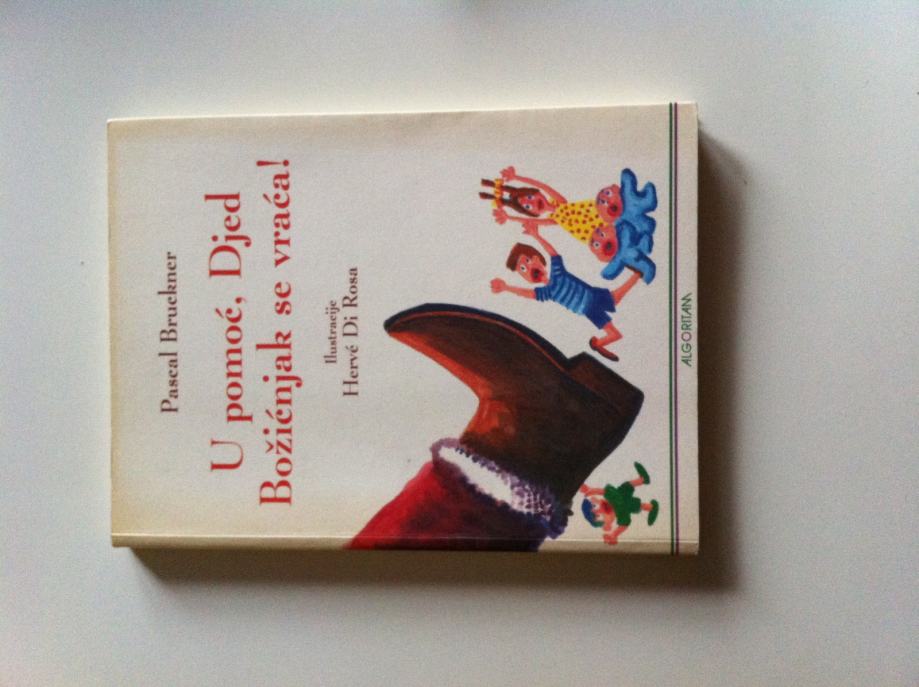 Pascal Bruckner
U pomoć, Djed
Božićnjak se vraća!
Ilustracije
Hervé Di Rosa
ALGORITAM